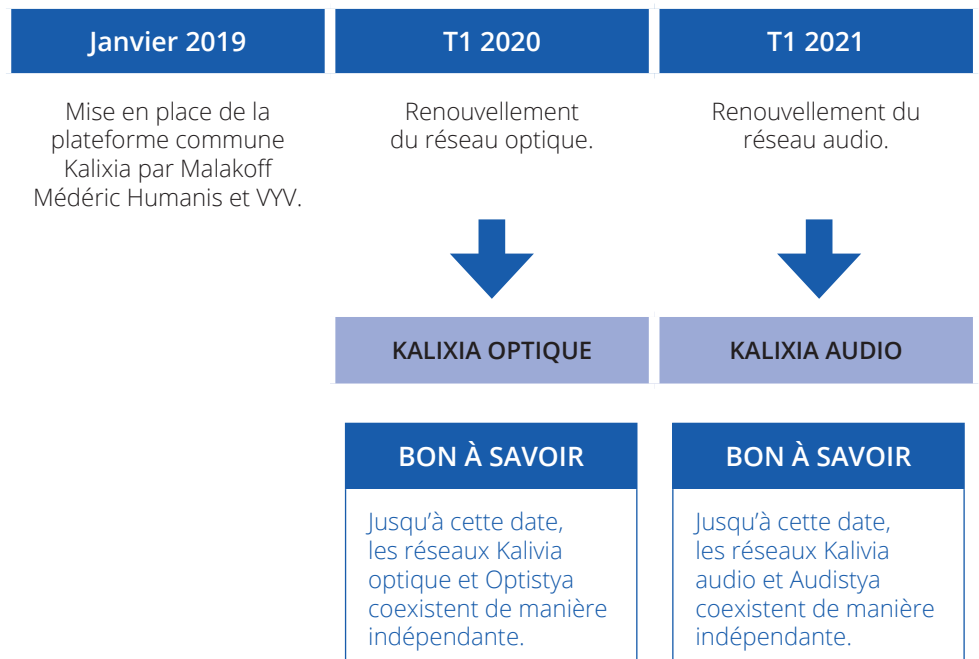 Janvier 2019
Mise en place de la
plateforme commune
Kalixia par Malakoff
Médéric Humanis et VYV.
T1 2020
Renouvellement
du réseau optique.
KALIXIA OPTIQUE
BON À SAVOIR
Jusqu’à cette date,
les réseaux Kalivia
optique et Optistya
coexistent de manière
indépendante.
T1 2021
Renouvellement du
réseau audio.
KALIXIA AUDIO
BON À SAVOIR
Jusqu’à cette date,
les réseaux Kalivia
audio et Audistya
coexistent de manière
indépendante.